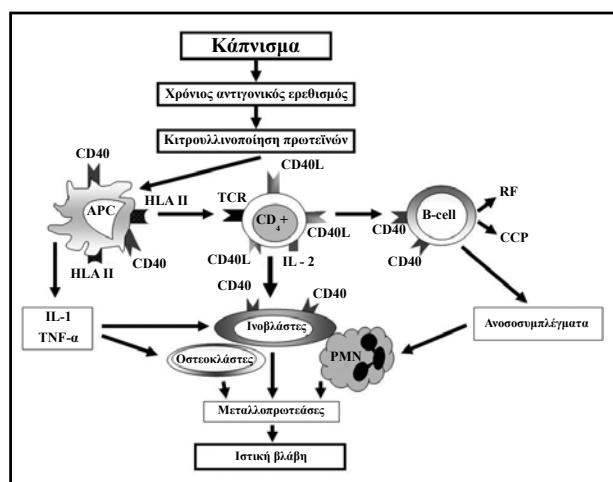 Κάπνισμα
Χρόνιος αντιγονικός ερεθισμός
Κιτρουλλινοποίηση πρωτεϊνών
CD40
CD40L
HLA II
TCR
RF
APC
CD4+
B-cell
CD40
CD40L
CCP
HLA II
CD40
CD40L
IL - 2
CD40
CD40
CD40
IL-1
TNF-α
Ινοβλάστες
Ανοσοσυμπλέγματα
Οστεοκλάστες
PMN
Μεταλλοπρωτεάσες
Ιστική βλάβη